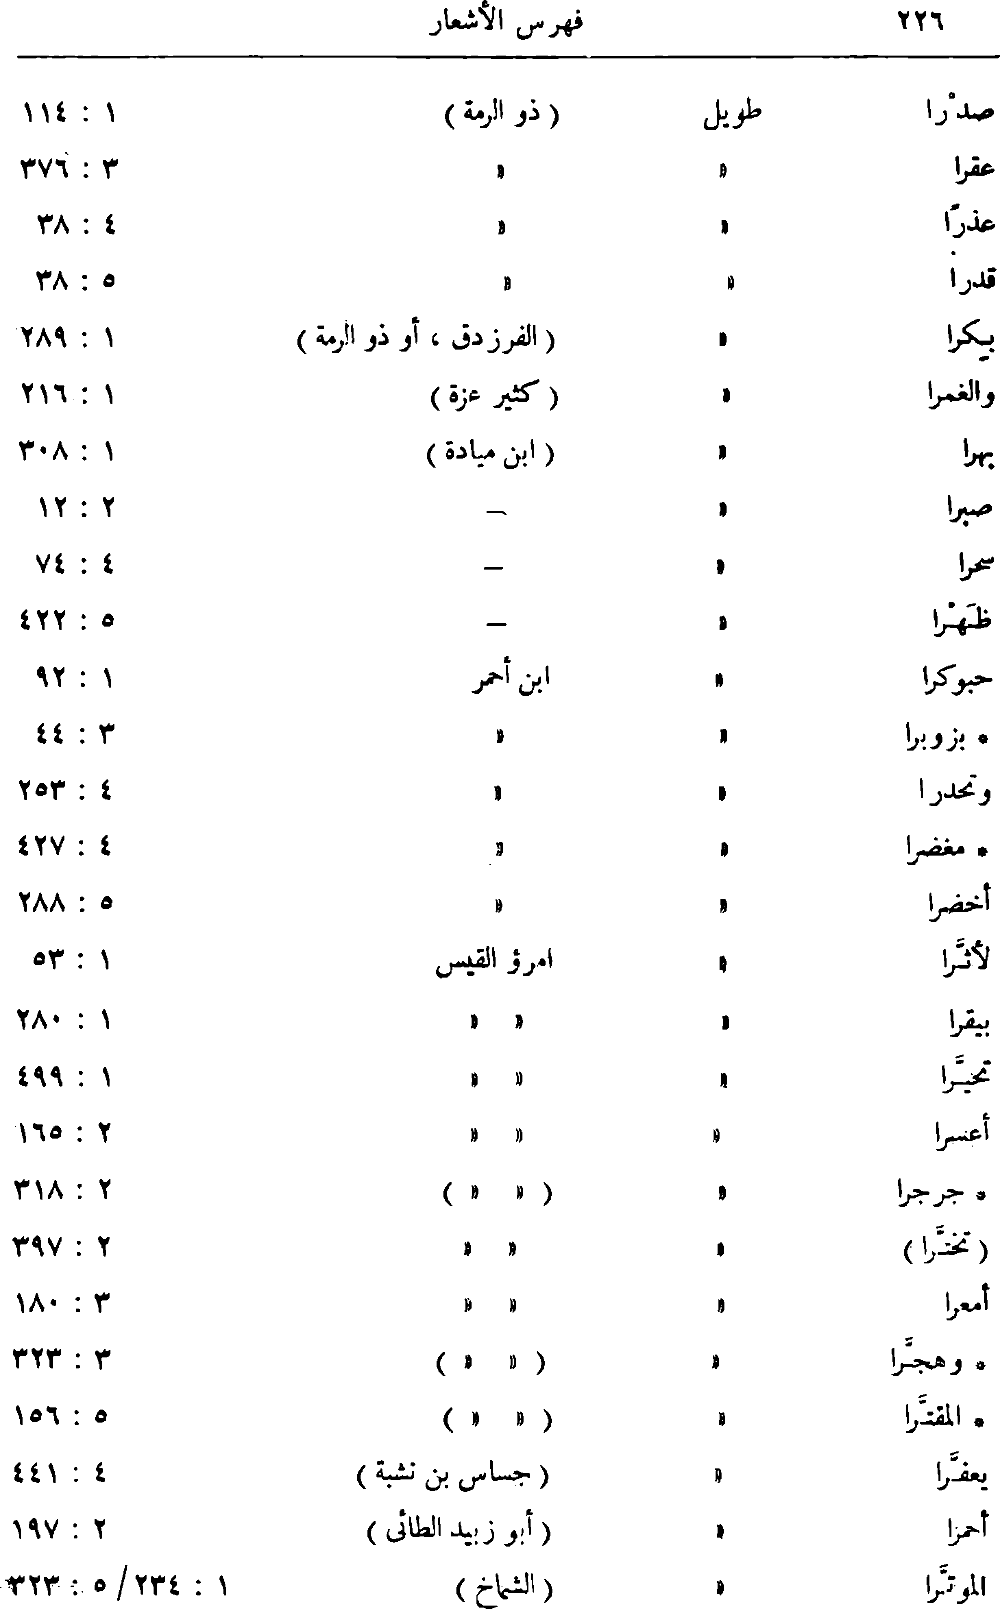 ٢٢٦ فهرس الأشعار
صدْرا طويل ( ذو الرمة ) ١ : ١١٤
عقرا » » ٣ : ٣٧٦
عذرًا » » ٤ : ٣٨
قدرا » » ٥ : ٣٨
بيكرا » ( الفرزدق ، أو ذو الرمة ) ١ : ٢٨٩
والغمرا » ( كثير عزة ) ١ : ٢١٦
بهرا » ( ابن ميادة ) ١ : ٣٠٨
صبرا » — ٢ : ١٢
سحرا » — ٤ : ٧٤
ظَهْرا » — ٥ : ٤٢٢
حبوكرا » ابن أحمر ١ : ٩٢
* بزوبرا » » ٣ : ٤٤
وتحدرا » » ٤ : ٢٥٣
* مغضرا » » ٤ : ٤٢٧
أخضرا » » ٥ : ٢٨٨
لأثَّرا » امرؤ القيس ١ : ٥٣
بيقرا » » » ١ : ٢٨٠
تحيَّرا » » » ١ : ٤٩٩
أعسرا » » » ٢ : ١٦٥
* جرجرا » ( » » ) ٢ : ٣١٨
( تختَّرا ) » » » ٢ : ٣٩٧
أمعرا » » » ٣ : ١٨٠
* وهجَّرا » ( » » ) ٣ : ٣٢٣
* المقتَّرا » ( » » ) ٥ : ١٥٦
يعفَّرا » ( جساس بن نشبة ) ٤ : ٤٤١
أحمزا » ( أبو زبيد الطائى ) ٢ : ١٩٧
الموتَّرا » ( الشماخ ) ١ : ٢٣٤ / ٥ : ٣٢٣